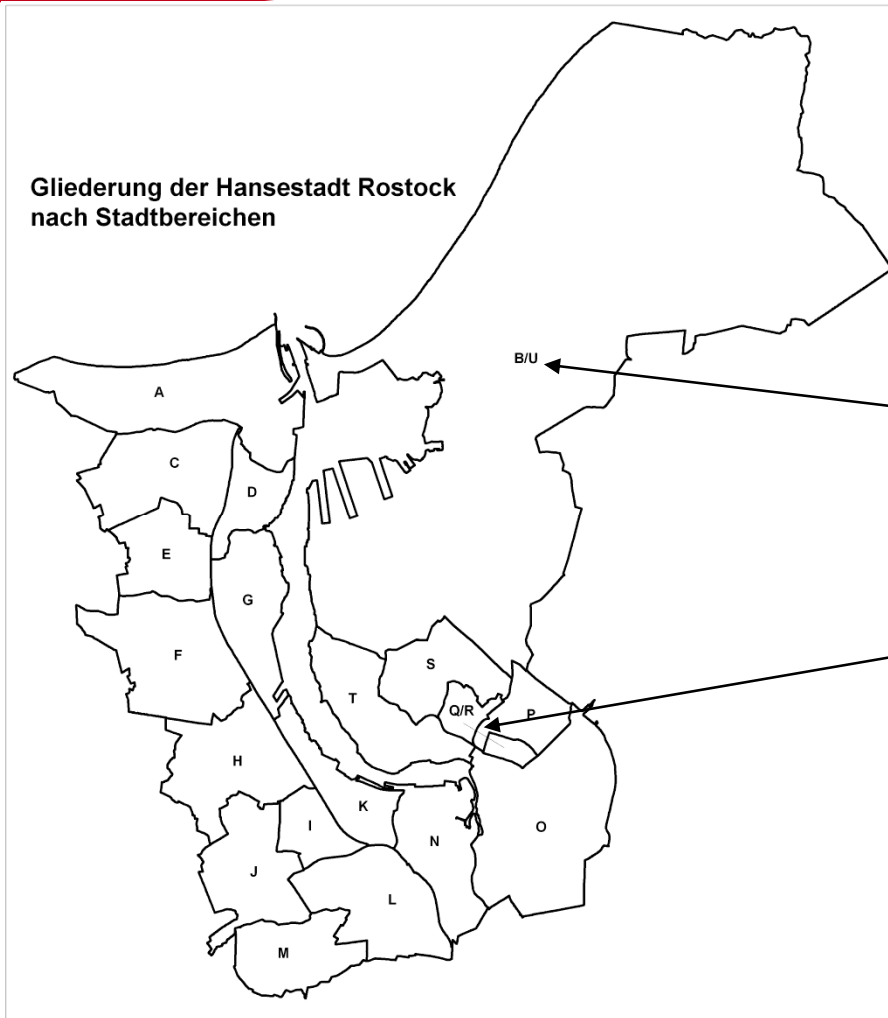 Gliederung der Hansestadt Rostock
nach Stadtbereichen
B/U
A
C
D
E
G
F
S
T
Q/R
P
H
K
I
O
N
J
L
M